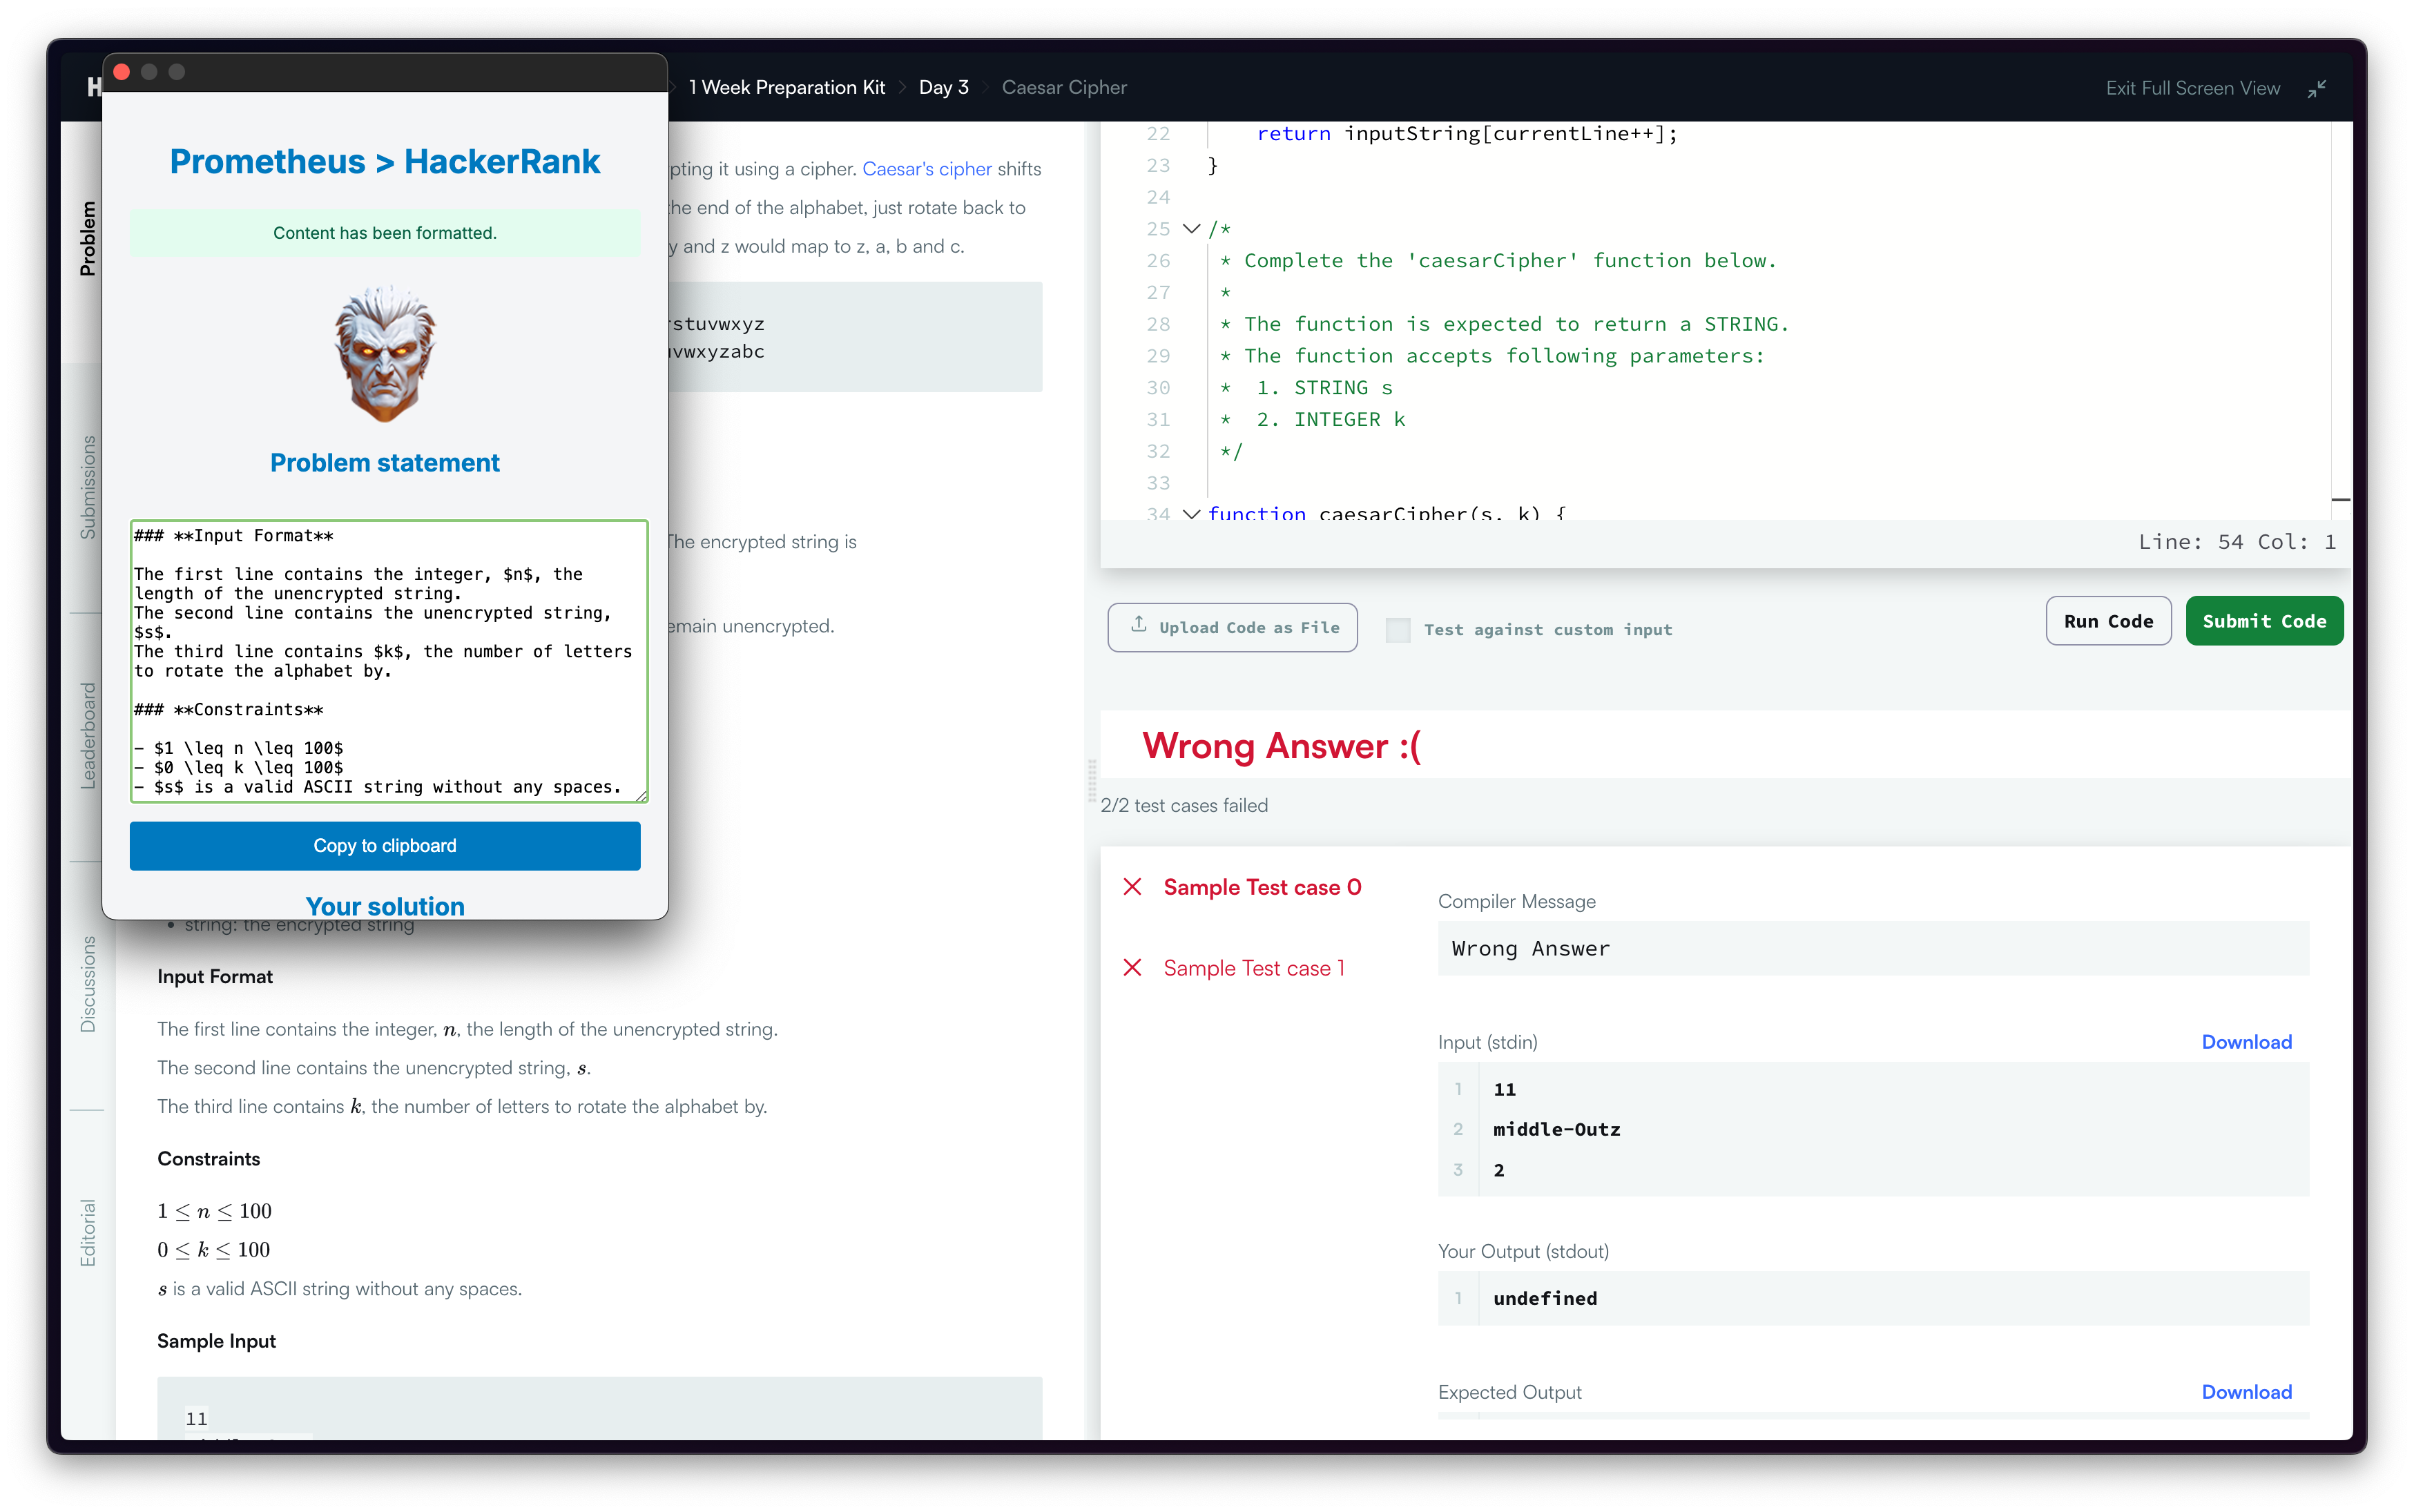 H
1 Week Preparation Kit
Day 3
Caesar Cipher
Exit Full Screen View
Prometheus > HackerRank
Content has been formatted.
Problem statement
### **Input Format**
The first line contains the integer, $n$, the
length of the unencrypted string.
The second line contains the unencrypted string,
$s$.
The third line contains $k$, the number of letters
to rotate the alphabet by.
### **Constraints**
- $1 \leq n \leq 100$
- $0 \leq k \leq 100$
- $s$ is a valid ASCII string without any spaces.
Copy to clipboard
Your solution
Problem
Submissions
Leaderboard
Discussions
Editorial
pting it using a cipher. Caesar's cipher shifts
the end of the alphabet, just rotate back to
y and z would map to z, a, b and c.
stuvwxyz
vwxyzabc
The encrypted string is
emain unencrypted.
• string: the encrypted string
Input Format
The first line contains the integer, n, the length of the unencrypted string.
The second line contains the unencrypted string, s.
The third line contains k, the number of letters to rotate the alphabet by.
Constraints
1 ≤ n ≤ 100
0 ≤ k ≤ 100
s is a valid ASCII string without any spaces.
Sample Input
11
22 return inputString[currentLine++];
23 }
24
25 /*
26 * Complete the 'caesarCipher' function below.
27 *
28 * The function is expected to return a STRING.
29 * The function accepts following parameters:
30 * 1. STRING s
31 * 2. INTEGER k
32 */
33
34 function caesarCipher(s, k) {
Line: 54 Col: 1
Upload Code as File
Test against custom input
Run Code
Submit Code
Wrong Answer :(
2/2 test cases failed
Sample Test case 0
Sample Test case 1
Compiler Message
Wrong Answer
Input (stdin)
Download
1 11
2 middle-Outz
3 2
Your Output (stdout)
1 undefined
Expected Output
Download